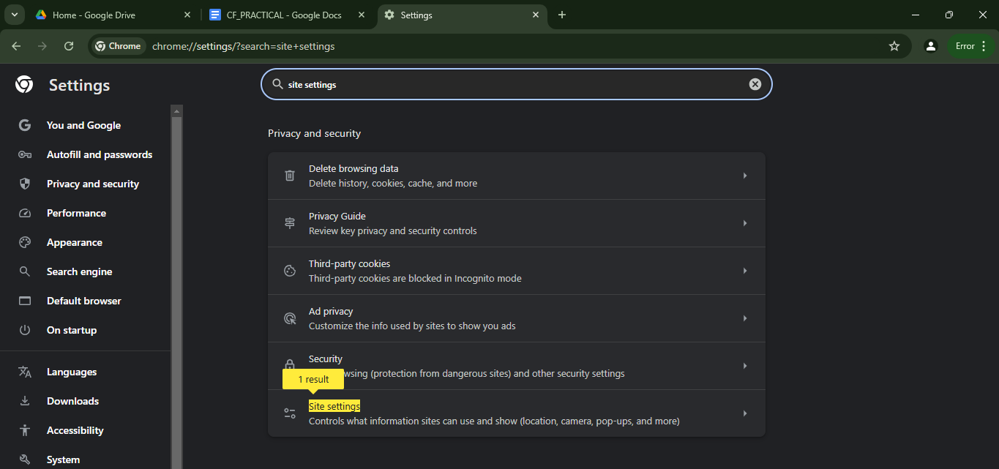 Home - Google Drive
CF_PRACTICAL - Google Docs
Settings
Chrome
chrome://settings/?search=site+settings
Error
Settings
site settings
You and Google
Autofill and passwords
Privacy and security
Performance
Appearance
Search engine
Default browser
On startup
Languages
Downloads
Accessibility
System
Privacy and security
Delete browsing data
Delete history, cookies, cache, and more
Privacy Guide
Review key privacy and security controls
Third-party cookies
Third-party cookies are blocked in Incognito mode
Ad privacy
Customize the info used by sites to show you ads
Security
(protection from dangerous sites) and other security settings
1 result
Site settings
Controls what information sites can use and show (location, camera, pop-ups, and more)